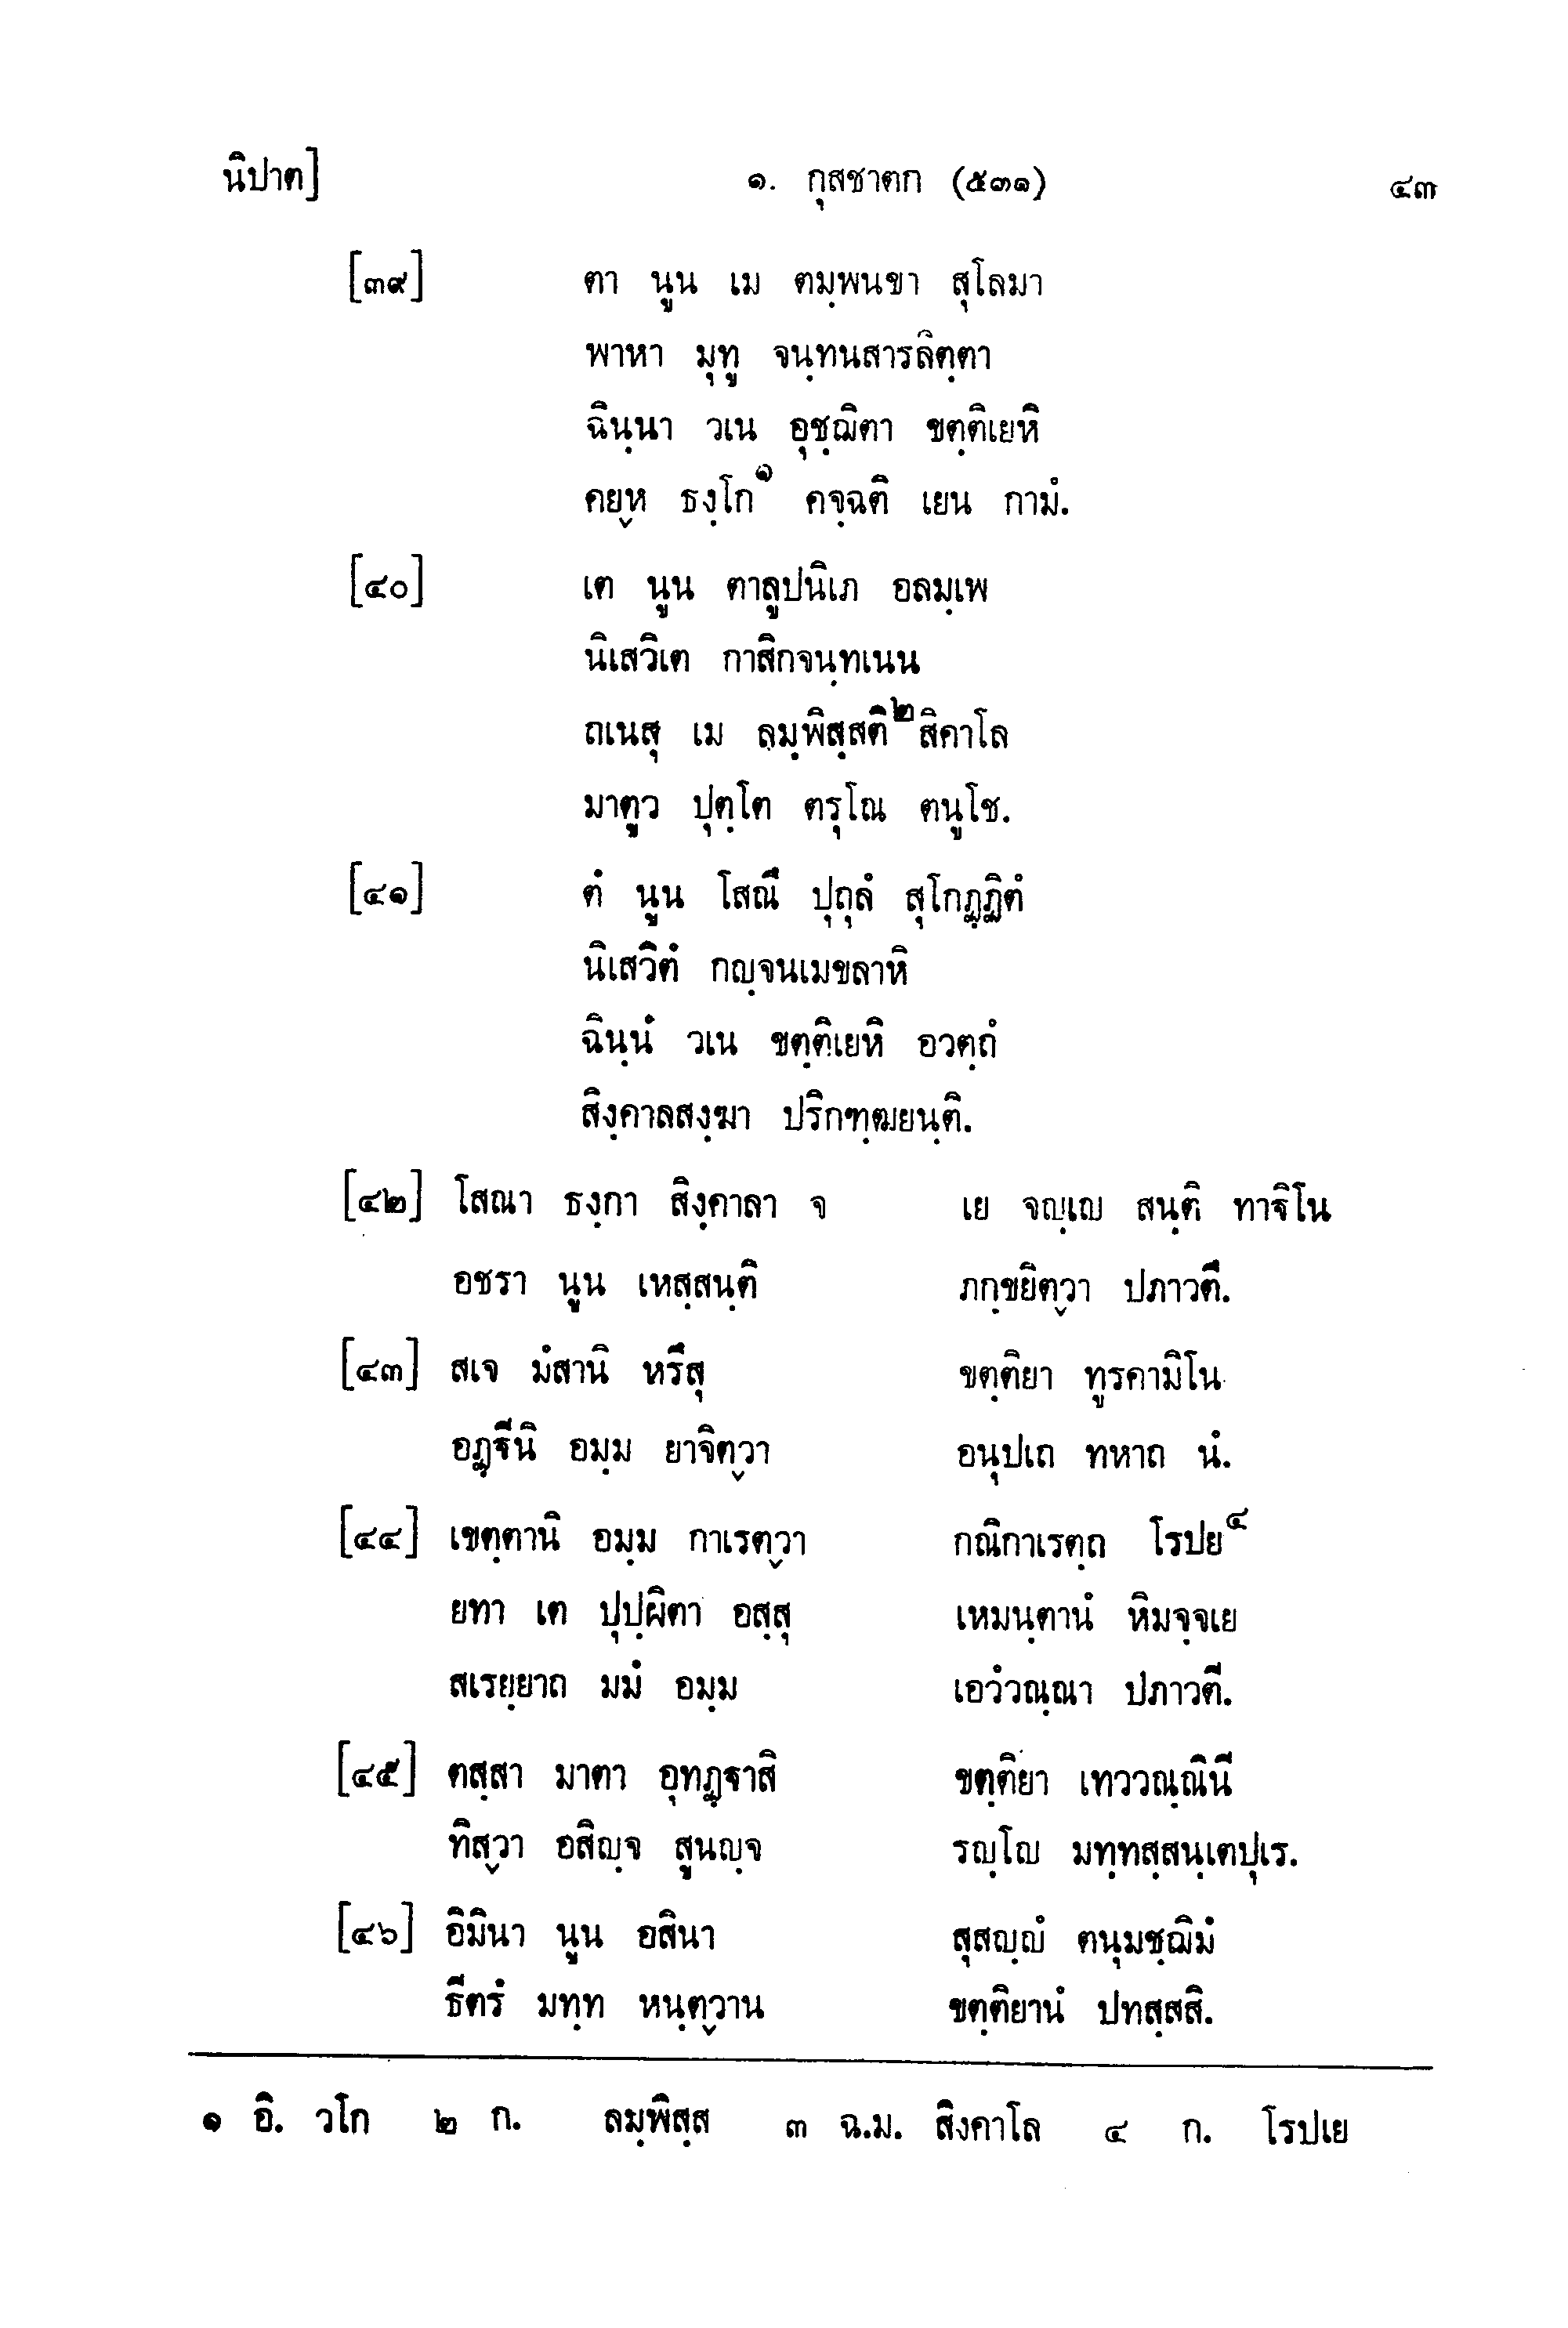 นิปาต] ๑. กุสชาตก (๕๓๑) ๔๓
[๓๙] ตา นูน เม ตมฺพนขา สุโลมา
พาหา มุทู จนฺทนสารลิตฺตา
ฉินฺนา วเน อุชฺฌิตา ขตฺติเยหิ
คยฺห ธงฺโก๑ คจฺฉติ เยน กามํ.
[๔๐] เต นูน ตาลูปนิเภ อลมฺเพ
นิเสวิเต กาสิกจนฺทเนน
ถเนสุ เม ลมฺพิสฺสติ๒ สิคาโล
มาตูว ปุตฺโต ตรุโณ ตนูโช.
[๔๑] ตํ นูน โสณึ ปุถุลํ สุโกฏฺฏิตํ
นิเสวิตํ กญฺจนเมขลาหิ
ฉินฺนํ วเน ขตฺติเยหิ อวตฺถํ
สิงฺคาลสงฺฆา ปริกฑฺฒยนฺติ.
[๔๒] โสณา ธงฺกา สิงฺคาลา จ เย จญฺเญ สนฺติ ทาฐิโน
อชรา นูน เหสฺสนฺติ ภกฺขยิตฺวา ปภาวตึ.
[๔๓] สเจ มํสานิ หรึสุ ขตฺติยา ทูรคามิโน
อฏฺฐีนิ อมฺม ยาจิตฺวา อนุปเถ ทหาถ นํ.
[๔๔] เขตฺตานิ อมฺม กาเรตฺวา กณิกาเรตฺถ โรปย๔
ยทา เต ปุปฺผิตา อสฺสุ เหมนฺตานํ หิมจฺจเย
สเรยฺยาถ มมํ อมฺม เอวํวณฺณา ปภาวตี.
[๔๕] ตสฺสา มาตา อุทฏฺฐาสิ ขตฺติยา เทววณฺณินี
ทิสฺวา อสิญฺจ สูนญฺจ รญฺโญ มทฺทสฺสนฺเตปุเร.
[๔๖] อิมินา นูน อสินา สุสญฺญํ ตนุมชฺฌิมํ
ธีตรํ มทฺท หนฺตฺวาน ขตฺติยานํ ปทสฺสสิ.
๑ อิ. วโก ๒ ก. ลมฺพิสฺส ๓ ฉ.ม. สิงคาโล ๔ ก. โรปเย